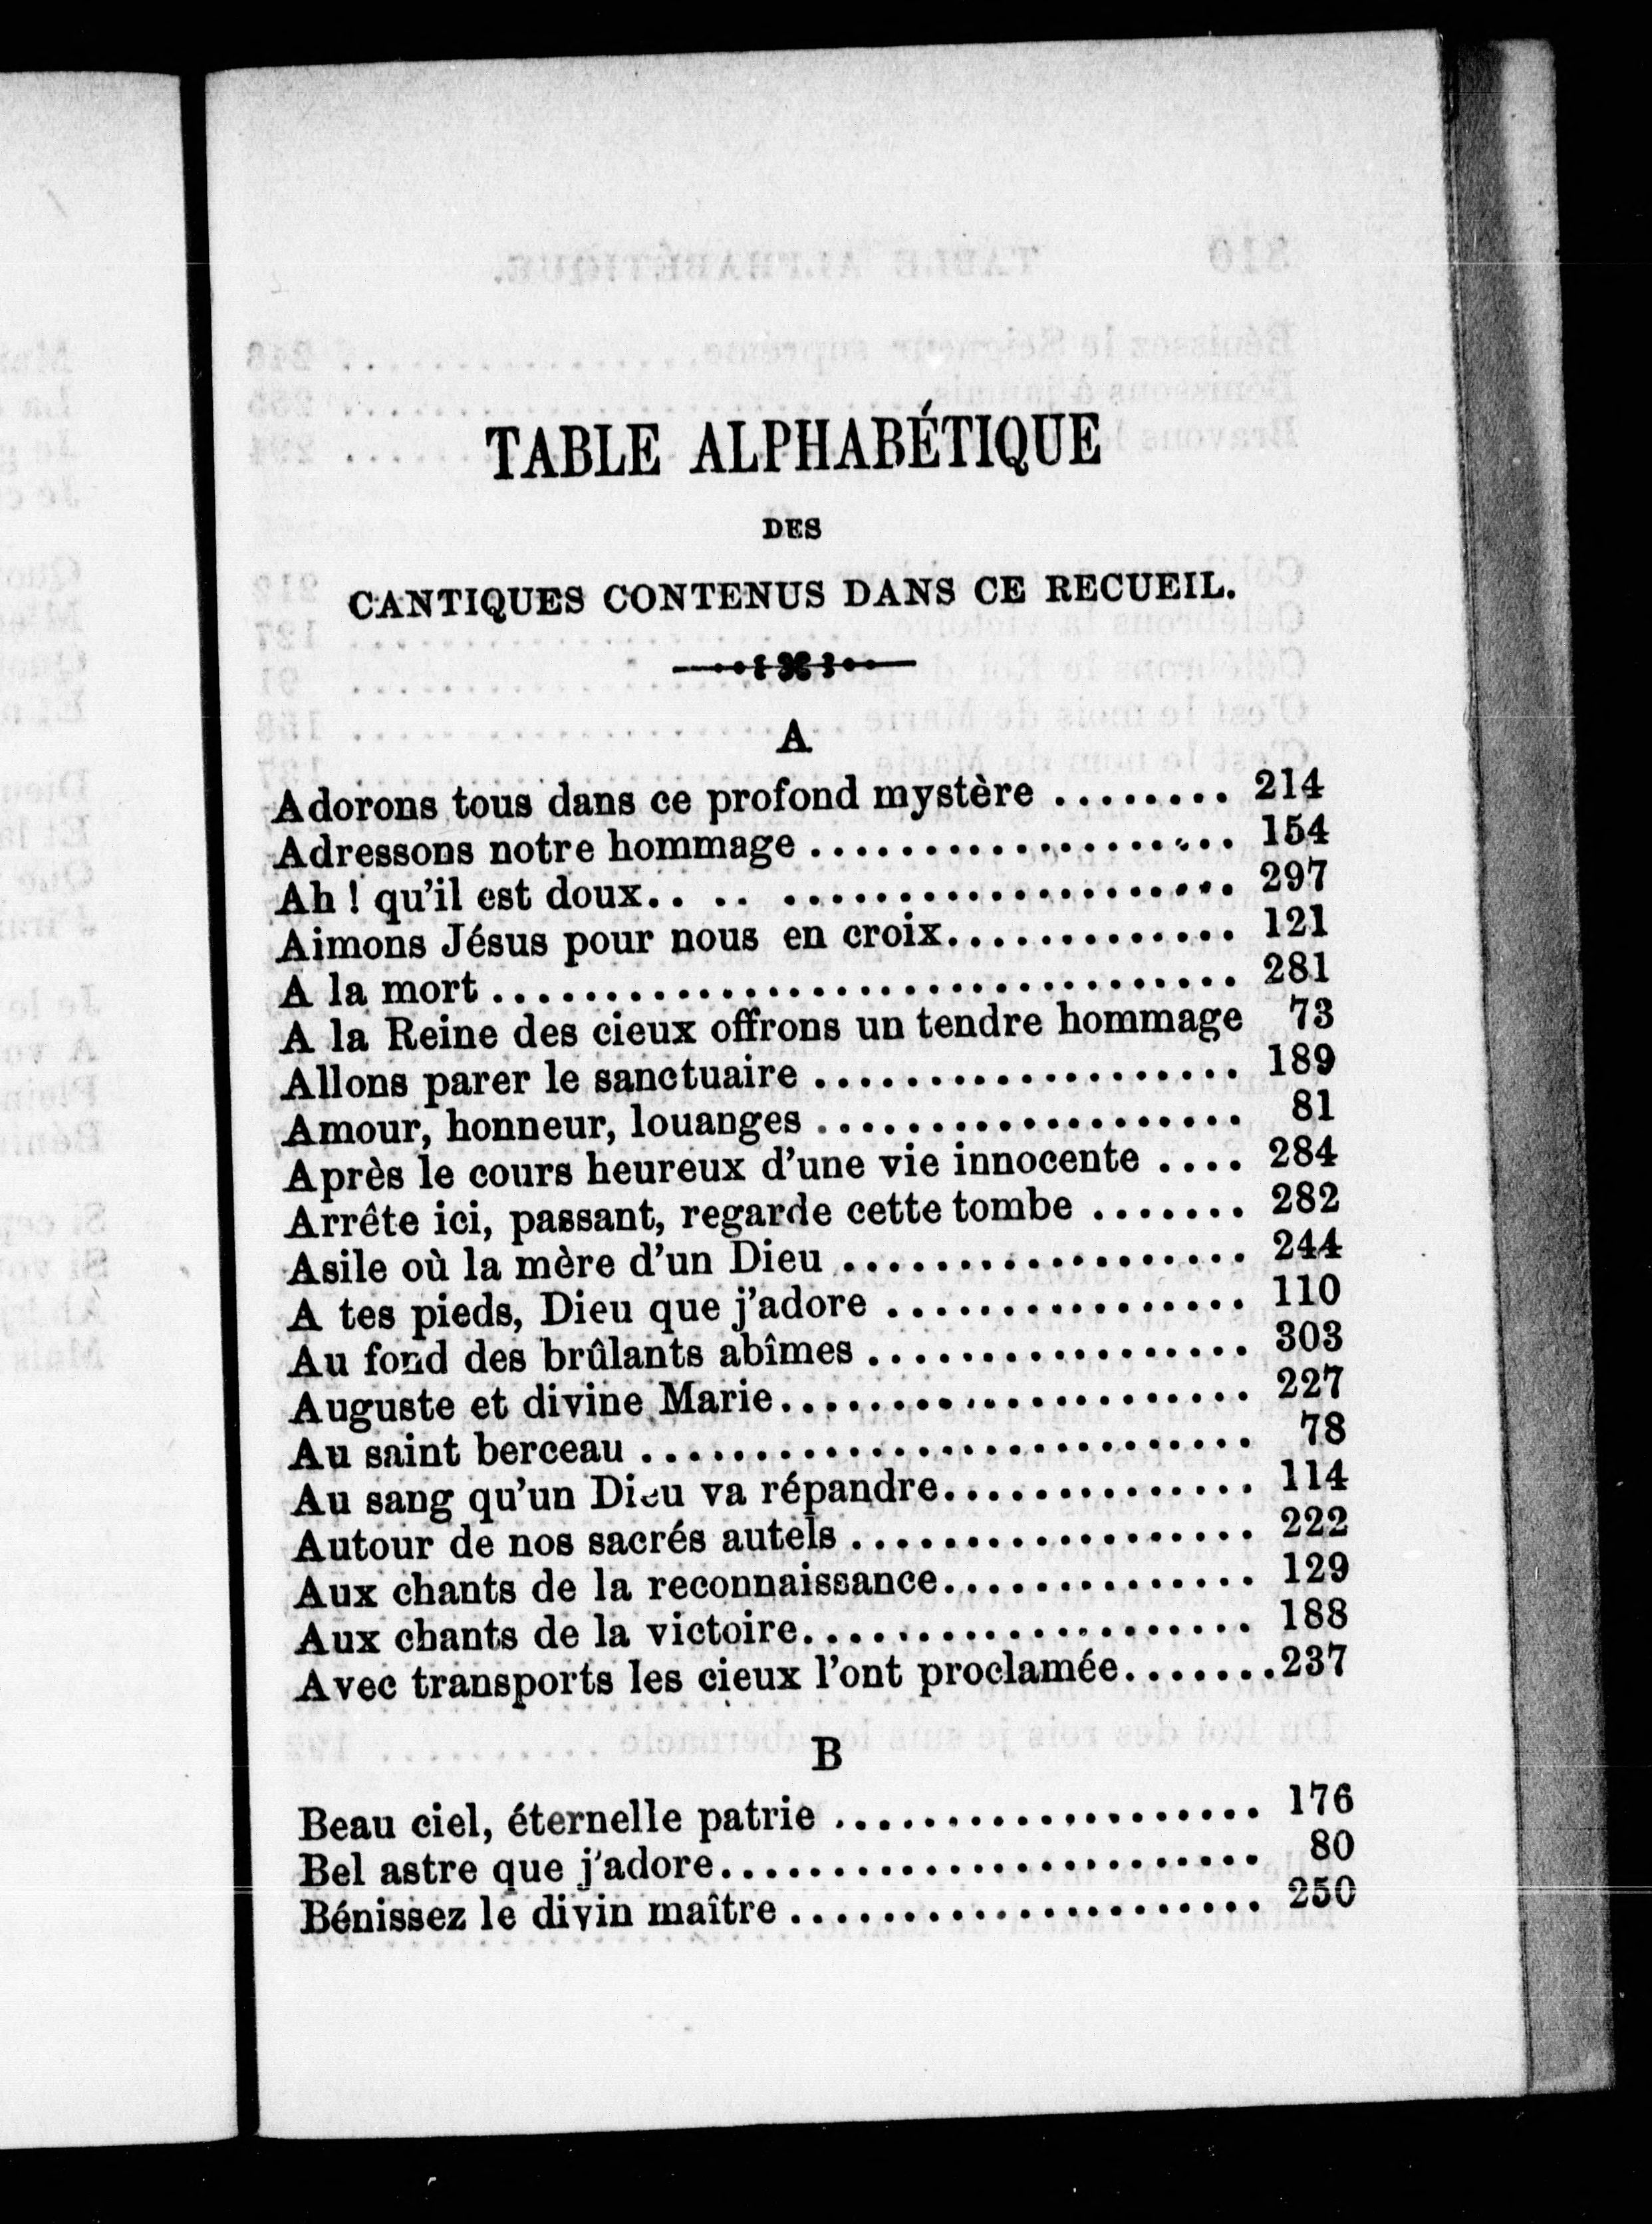 TABLE ALPHABÉTIQUE
DES
CANTIQUES CONTENUS DANS CE RECUEIL.
A
Adorons tous dans ce profond mystère ........ 214
Adressons notre hommage ................... 154
Ah ! qu'il est doux.. .. .................... 297
Aimons Jésus pour nous en croix............. 121
A la mort ................................. 281
A la Reine des cieux offrons un tendre hommage 73
Allons parer le sanctuaire ................... 189
Amour, honneur, louanges ................... 81
Après le cours heureux d'une vie innocente .... 284
Arrête ici, passant, regarde cette tombe ....... 282
Asile où la mère d'un Dieu .................. 244
A tes pieds, Dieu que j'adore ................ 110
Au fond des brûlants abîmes ................. 303
Auguste et divine Marie..................... 227
Au saint berceau ........................... 78
Au sang qu'un Dieu va répandre.............. 114
Autour de nos sacrés autels .................. 222
Aux chants de la reconnaissance.............. 129
Aux chants de la victoire.................... 188
Avec transports les cieux l'ont proclamée.......237
B
Beau ciel, éternelle patrie ................... 176
Bel astre que j'adore........................ 80
Bénissez le divin maître ..................... 250